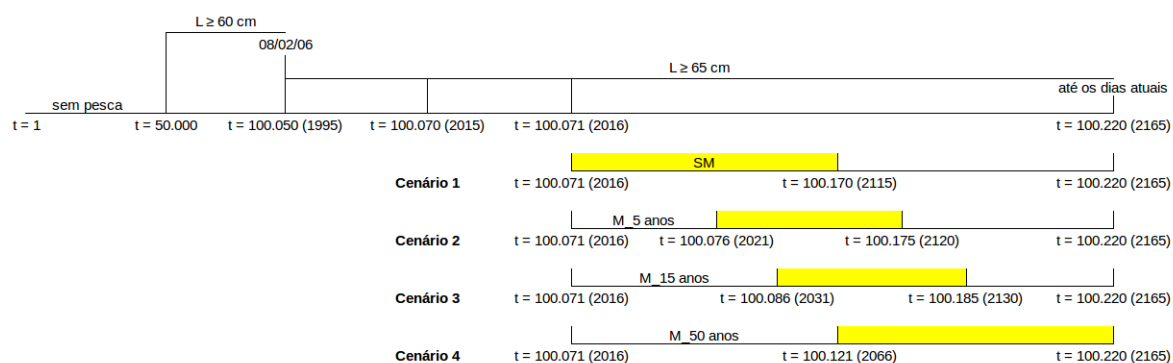 L ≥ 60 cm
08/02/06
L ≥ 65 cm
sem pesca
até os dias atuais
t = 1 t = 50.000 t = 100.050 (1995) t = 100.070 (2015) t = 100.071 (2016) t = 100.220 (2165)
SM
Cenário 1 t = 100.071 (2016) t = 100.170 (2115) t = 100.220 (2165)
M_5 anos
Cenário 2 t = 100.071 (2016) t = 100.076 (2021) t = 100.175 (2120) t = 100.220 (2165)
M_15 anos
Cenário 3 t = 100.071 (2016) t = 100.086 (2031) t = 100.185 (2130) t = 100.220 (2165)
M_50 anos
Cenário 4 t = 100.071 (2016) t = 100.121 (2066) t = 100.220 (2165)